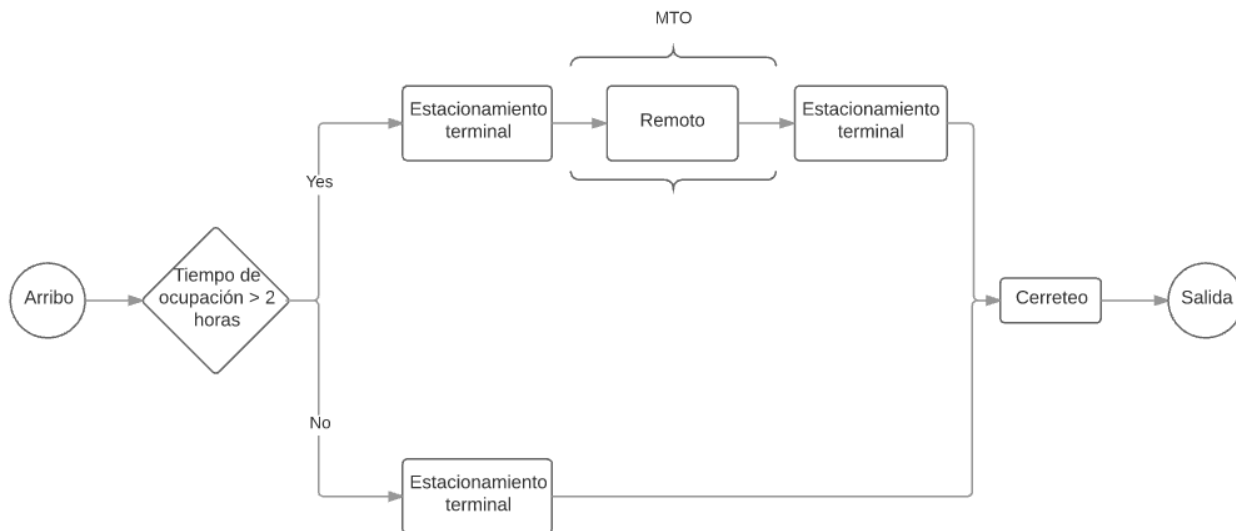 MTO
Estacionamiento
terminal
Remoto
Estacionamiento
terminal
Yes
Arribo
Tiempo de
ocupación > 2
horas
Cerreteo
Salida
No
Estacionamiento
terminal